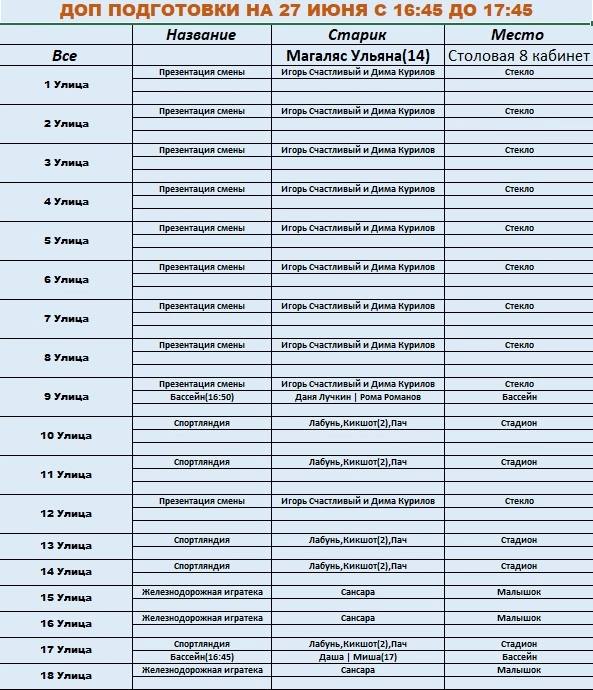 ДОП ПОДГОТОВКИ НА 27 ИЮНЯ С 16:45 ДО 17:45
Название Старик Место
Все Магаляс Ульяна(14) Столовая 8 кабинет
1 Улица Презентация смены Игорь Счастливый и Дима Курилов Стекло
2 Улица Презентация смены Игорь Счастливый и Дима Курилов Стекло
3 Улица Презентация смены Игорь Счастливый и Дима Курилов Стекло
4 Улица Презентация смены Игорь Счастливый и Дима Курилов Стекло
5 Улица Презентация смены Игорь Счастливый и Дима Курилов Стекло
6 Улица Презентация смены Игорь Счастливый и Дима Курилов Стекло
7 Улица Презентация смены Игорь Счастливый и Дима Курилов Стекло
8 Улица Презентация смены Игорь Счастливый и Дима Курилов Стекло
9 Улица Презентация смены Игорь Счастливый и Дима Курилов Стекло
Бассейн(16:50) Даня Лучкин | Рома Романов Бассейн
10 Улица Спортляндия Лабунь,Кикшот(2),Пач Стадион
11 Улица Спортляндия Лабунь,Кикшот(2),Пач Стадион
12 Улица Презентация смены Игорь Счастливый и Дима Курилов Стекло
13 Улица Спортляндия Лабунь,Кикшот(2),Пач Стадион
14 Улица Спортляндия Лабунь,Кикшот(2),Пач Стадион
15 Улица Железнодорожная игратека Сансара Малышок
16 Улица Железнодорожная игратека Сансара Малышок
17 Улица Спортляндия Лабунь,Кикшот(2),Пач Стадион
Бассейн(16:45) Даша | Миша(17) Бассейн
18 Улица Железнодорожная игратека Сансара Малышок